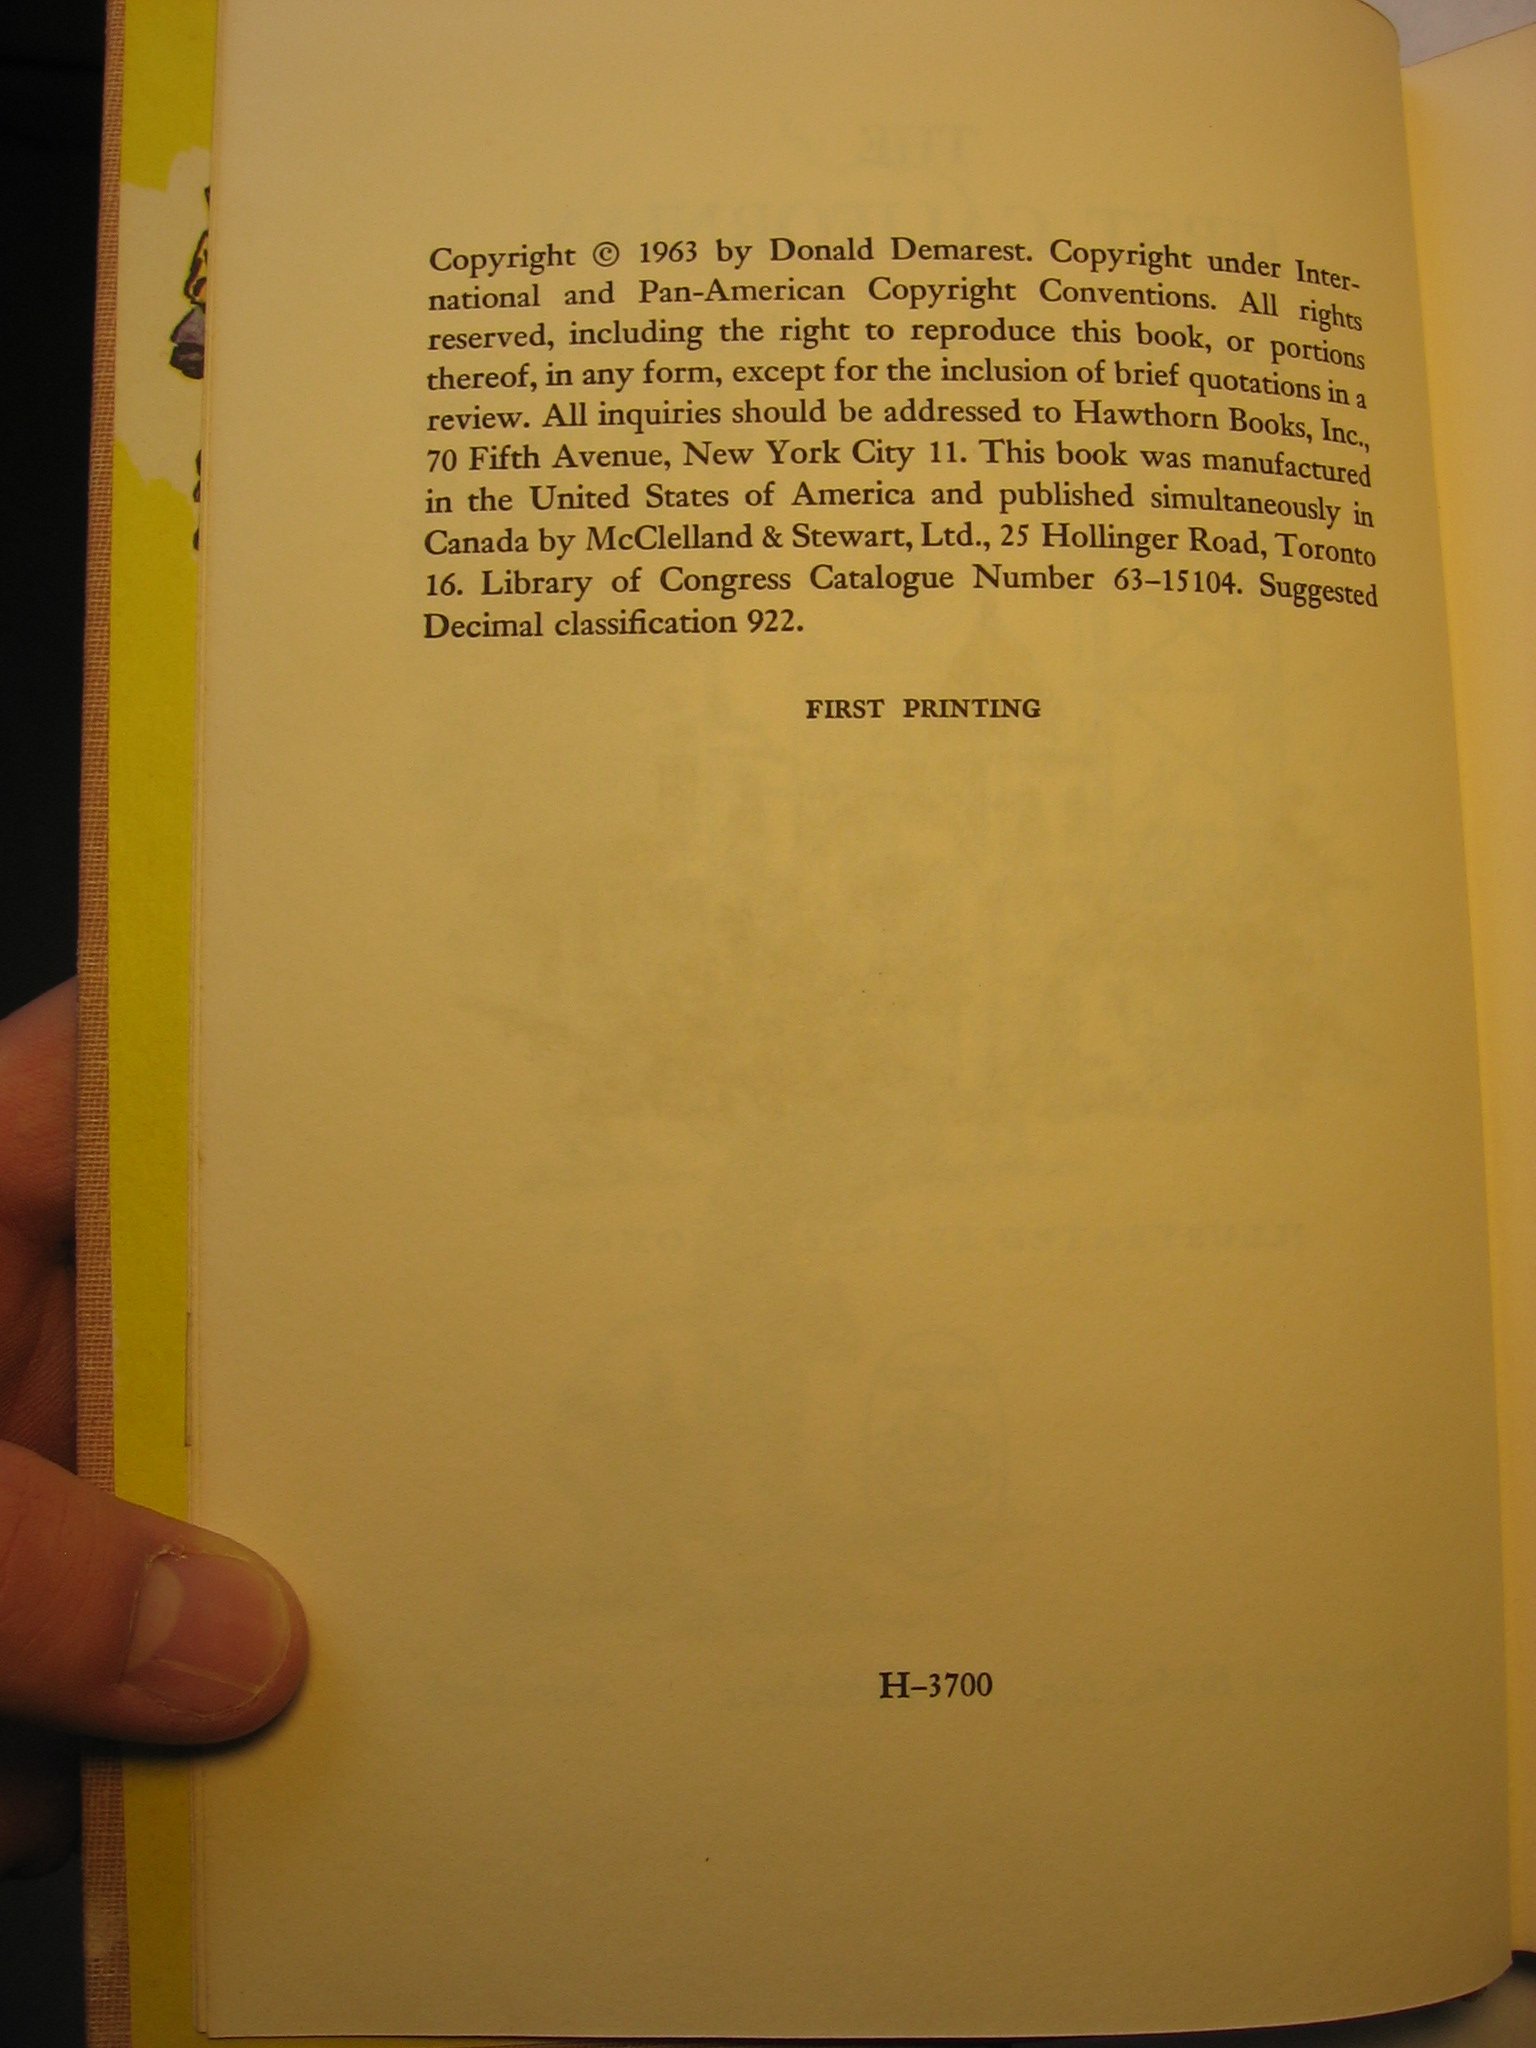 Copyright © 1963 by Donald Demarest. Copyright under Inter-
national and Pan-American Copyright Conventions. All rights
reserved, including the right to reproduce this book, or portions
thereof, in any form, except for the inclusion of brief quotations in a
review. All inquiries should be addressed to Hawthorn Books, Inc.,
70 Fifth Avenue, New York City 11. This book was manufactured
in the United States of America and published simultaneously in
Canada by McClelland & Stewart, Ltd., 25 Hollinger Road, Toronto
16. Library of Congress Catalogue Number 63–15104. Suggested
Decimal classification 922.
FIRST PRINTING
H–3700